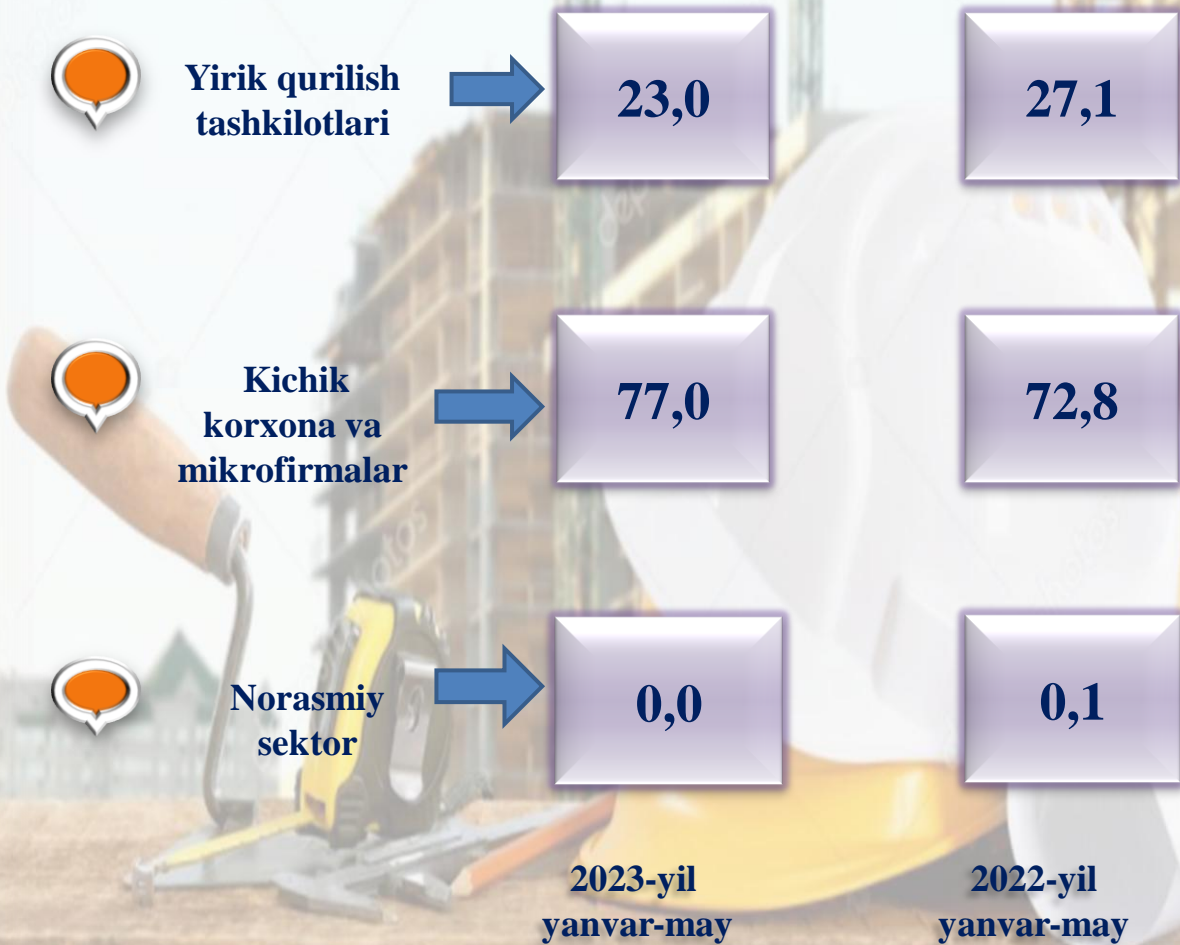 Yirik qurilish
tashkilotlari
23,0
27,1
Kichik
korxona va
mikrofirmalar
77,0
72,8
Norasmiy
sektor
0,0
0,1
2023-yil
yanvar-may
2022-yil
yanvar-may